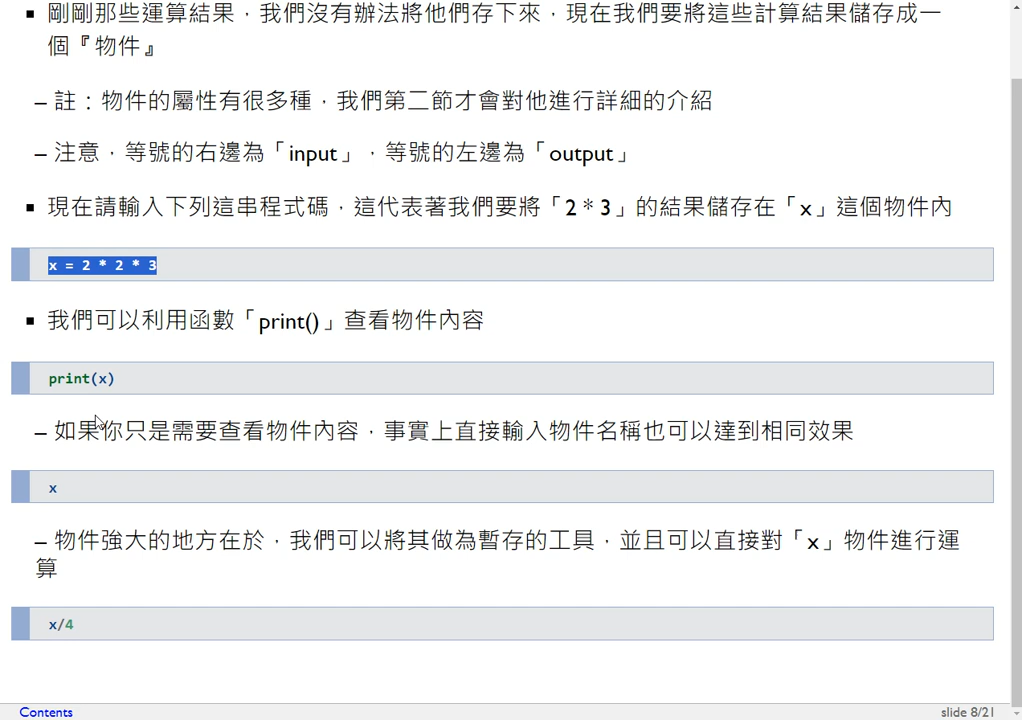 ▪ 剛剛那些運算結果，我們沒有辦法將他們存下來，現在我們要將這些計算結果儲存成一
個『物件』
– 註：物件的屬性有很多種，我們第二節才會對他進行詳細的介紹
– 注意，等號的右邊為「input」，等號的左邊為「output」
▪ 現在請輸入下列這串程式碼，這代表著我們要將「2 * 3」的結果儲存在「x」這個物件內
x = 2 * 2 * 3
▪ 我們可以利用函數「print()」查看物件內容
print(x)
– 如果你只是需要查看物件內容，事實上直接輸入物件名稱也可以達到相同效果
x
– 物件強大的地方在於，我們可以將其做為暫存的工具，並且可以直接對「x」物件進行運
算
x/4
Contents
slide 8/21